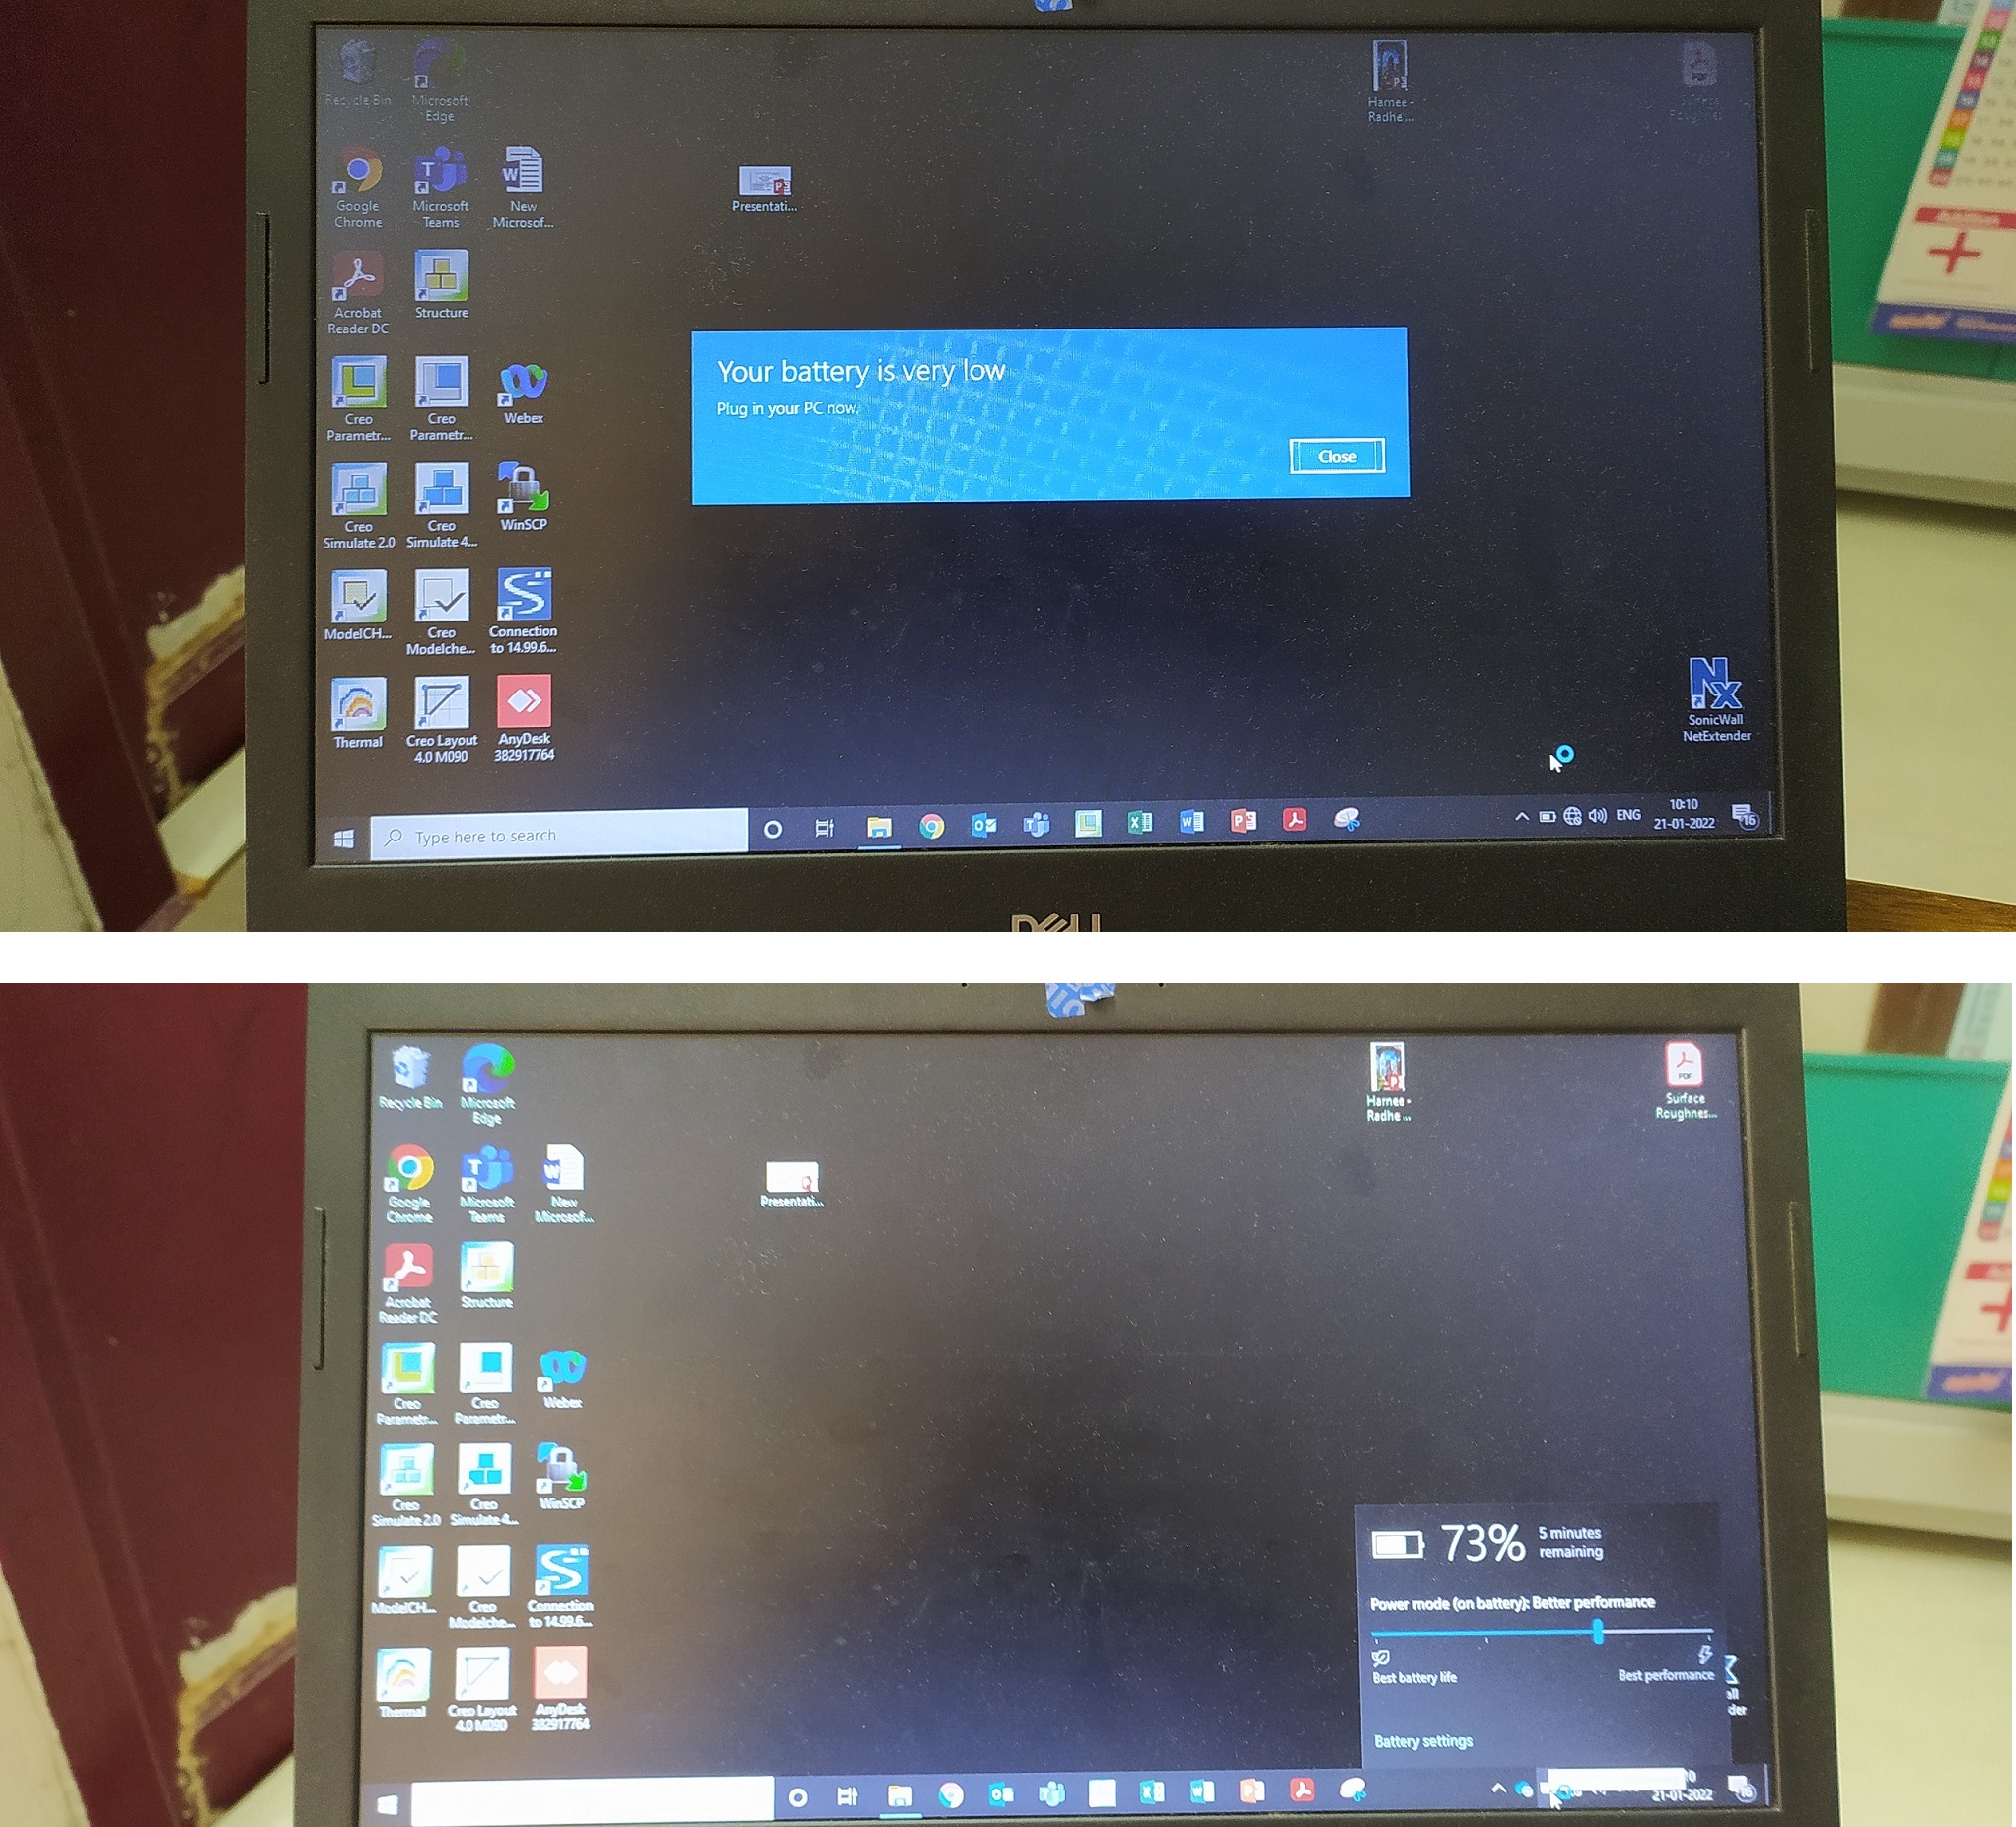 Recycle Bin
Microsoft
Edge
Harnee -
Radhe ...
PDF
Google
Chrome
Microsoft
Teams
New
Microsof...
Presentati...
Acrobat
Reader DC
Structure
Your battery is very low
Plug in your PC now.
Close
Creo
Parametr...
Creo
Parametr...
Webex
Creo
Simulate 2.0
Creo
Simulate 4...
WinSCP
ModelCH...
Creo
Modelche...
Connection
to 14.99.6...
Thermal
Creo Layout
4.0 M090
AnyDesk
382917764
SonicWall
NetExtender
Type here to search
ENG
10:10
21-01-2022
16
DELL
Addition
Recycle Bin
Microsoft
Edge
Harnee -
Radhe ...
PDF
Surface
Roughnes...
Google
Chrome
Microsoft
Teams
New
Microsof...
Presentati...
Acrobat
Reader DC
Structure
Creo
Parametr...
Creo
Parametr...
Webex
Creo
Simulate 2.0
Creo
Simulate 4...
WinSCP
ModelCH...
Creo
Modelche...
Connection
to 14.99.6...
Thermal
Creo Layout
4.0 M090
AnyDesk
382917764
73%
5 minutes
remaining
Power mode (on battery): Better performance
Best battery life
Best performance
Battery settings
21-01-2022